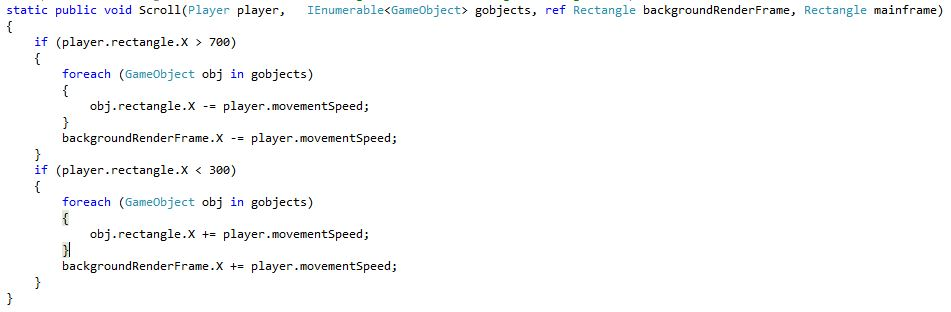 static public void Scroll(Player player,   IEnumerable<GameObject> gobjects, ref Rectangle backgroundRenderFrame, Rectangle mainframe)
{
    if (player.rectangle.X > 700)
    {
        foreach (GameObject obj in gobjects)
        {
            obj.rectangle.X -= player.movementSpeed;
        }
        backgroundRenderFrame.X -= player.movementSpeed;
    }
    if (player.rectangle.X < 300)
    {
        foreach (GameObject obj in gobjects)
        {
            obj.rectangle.X += player.movementSpeed;
        }
        backgroundRenderFrame.X += player.movementSpeed;
    }
}